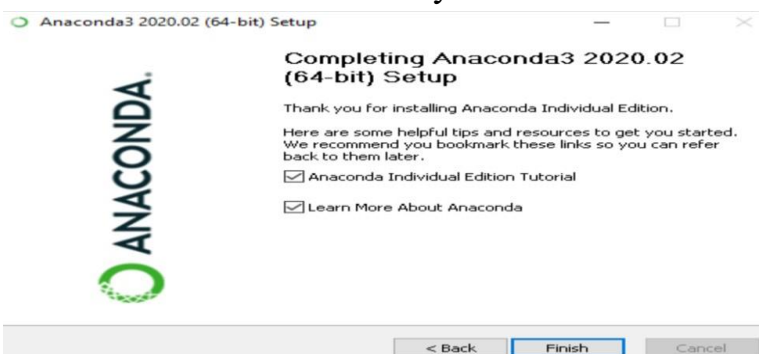 Anaconda3 2020.02 (64-bit) Setup
Completing Anaconda3 2020.02
(64-bit) Setup
Thank you for installing Anaconda Individual Edition.
Here are some helpful tips and resources to get you started.
We recommend you bookmark these links so you can refer
back to them later.
Anaconda Individual Edition Tutorial
Learn More About Anaconda
ANACONDA.
< Back
Finish
Cancel